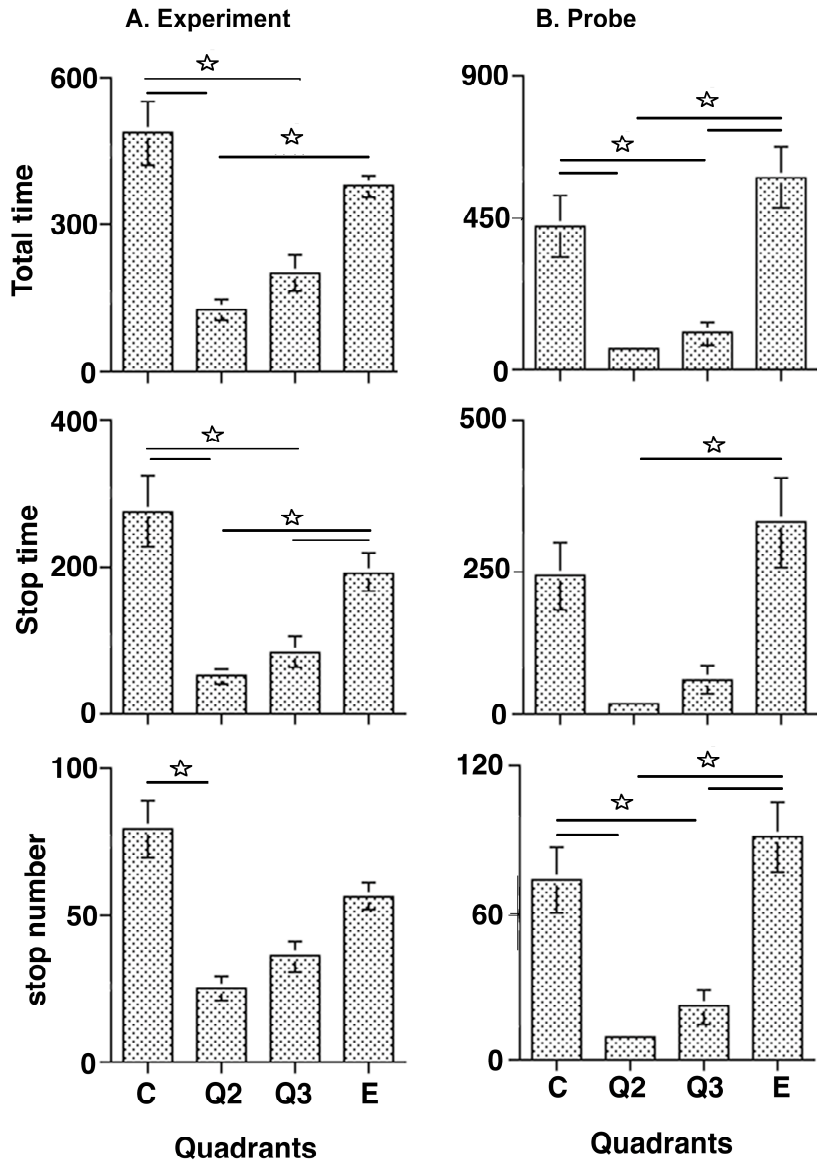 A. Experiment
B. Probe
Total time
600
300
0
900
450
0
Stop time
400
200
0
500
250
0
stop number
100
50
0
120
60
0
C Q2 Q3 E
C Q2 Q3 E
Quadrants
Quadrants